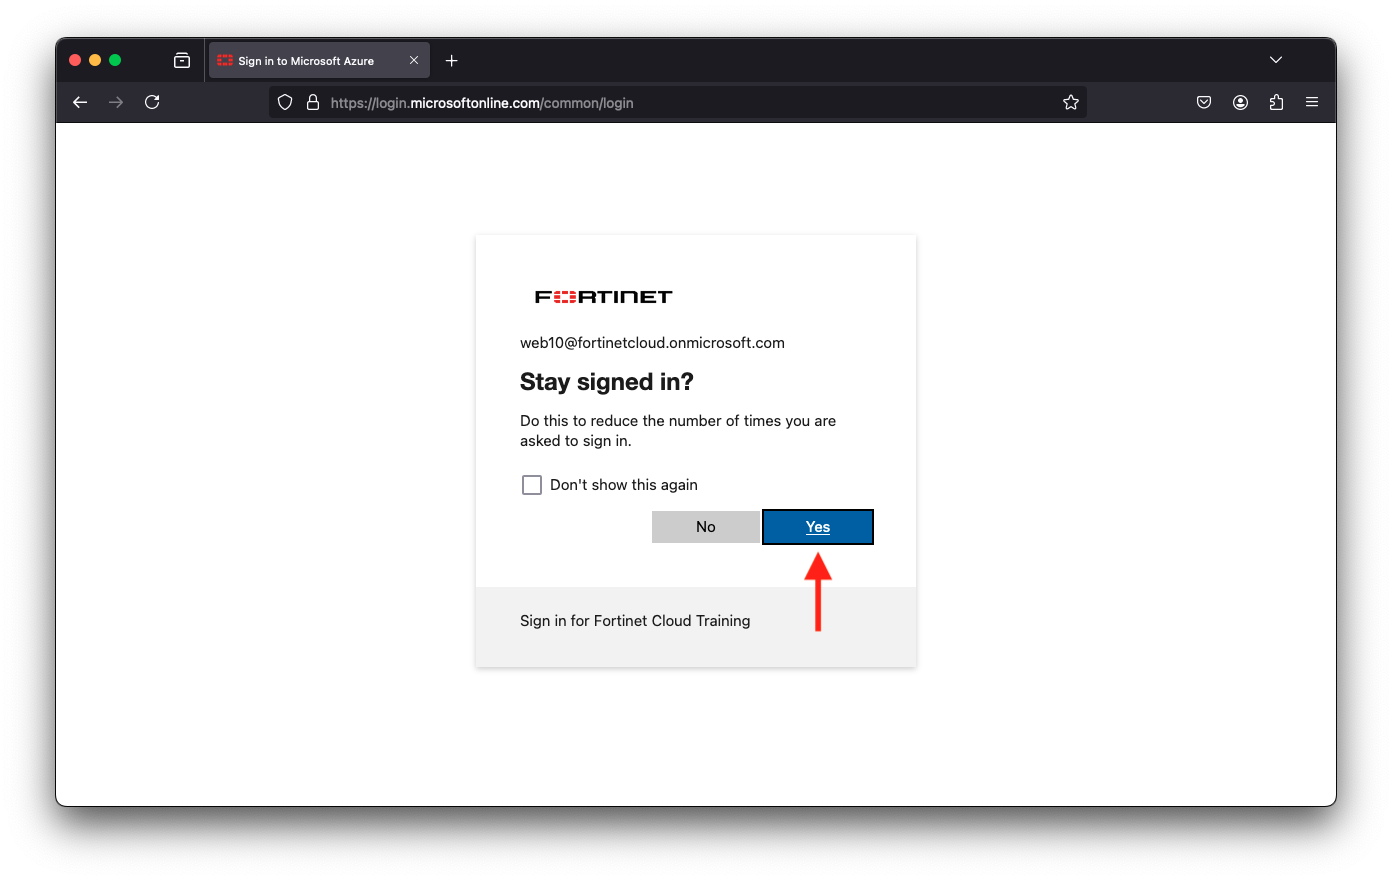 Sign in to Microsoft Azure
https://login.microsoftonline.com/common/login
FORTINET
web10@fortinetcloud.onmicrosoft.com
Stay signed in?
Do this to reduce the number of times you are
asked to sign in.
Don't show this again
No
Yes
Sign in for Fortinet Cloud Training